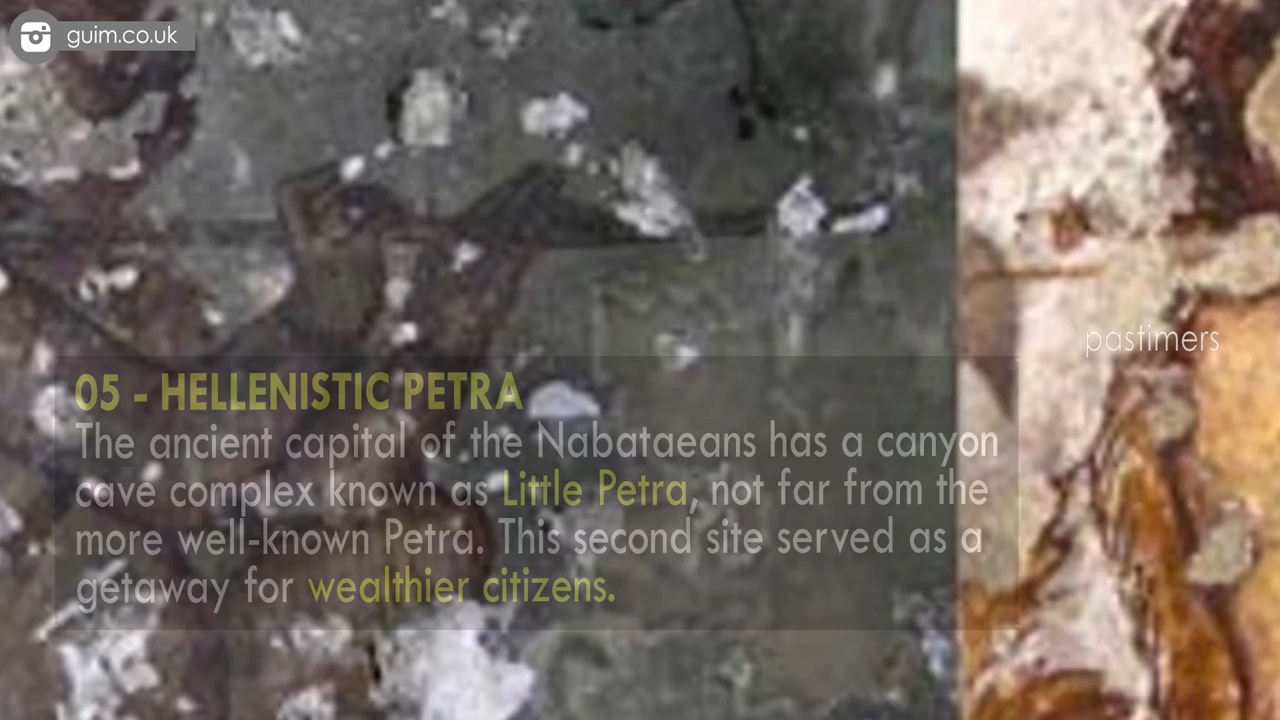 guim.co.uk
pastimers
05 - HELLENISTIC PETRA
The ancient capital of the Nabataeans has a canyon
cave complex known as Little Petra, not far from the
more well-known Petra. This second site served as a
getaway for wealthier citizens.